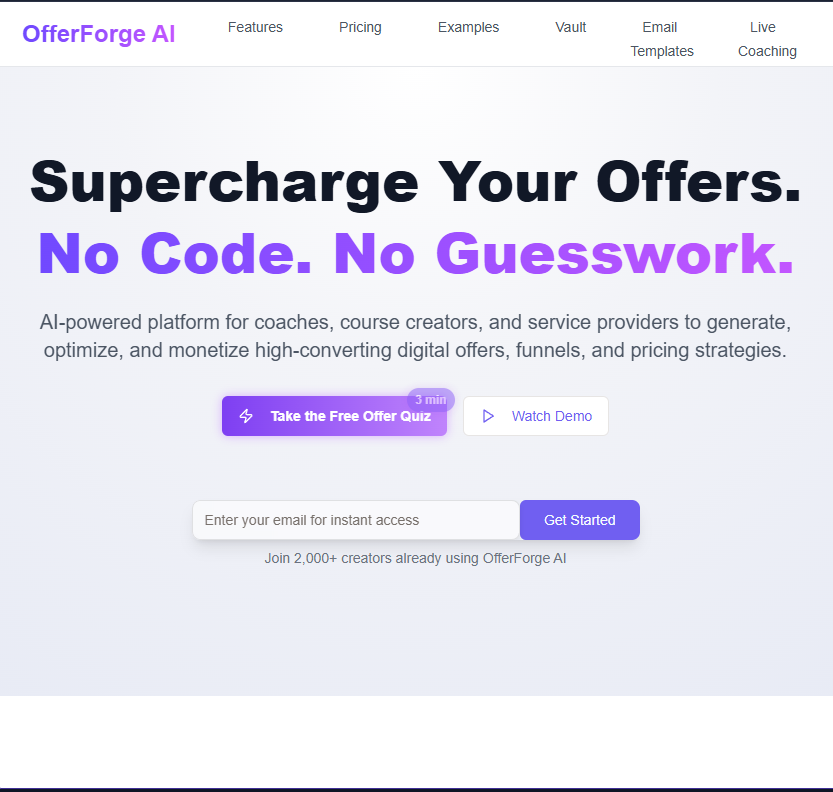 OfferForge AI
Features
Pricing
Examples
Vault
Email
Templates
Live
Coaching
Supercharge Your Offers.
No Code. No Guesswork.
AI-powered platform for coaches, course creators, and service providers to generate,
optimize, and monetize high-converting digital offers, funnels, and pricing strategies.
3 min
Take the Free Offer Quiz
Watch Demo
Enter your email for instant access
Get Started
Join 2,000+ creators already using OfferForge AI